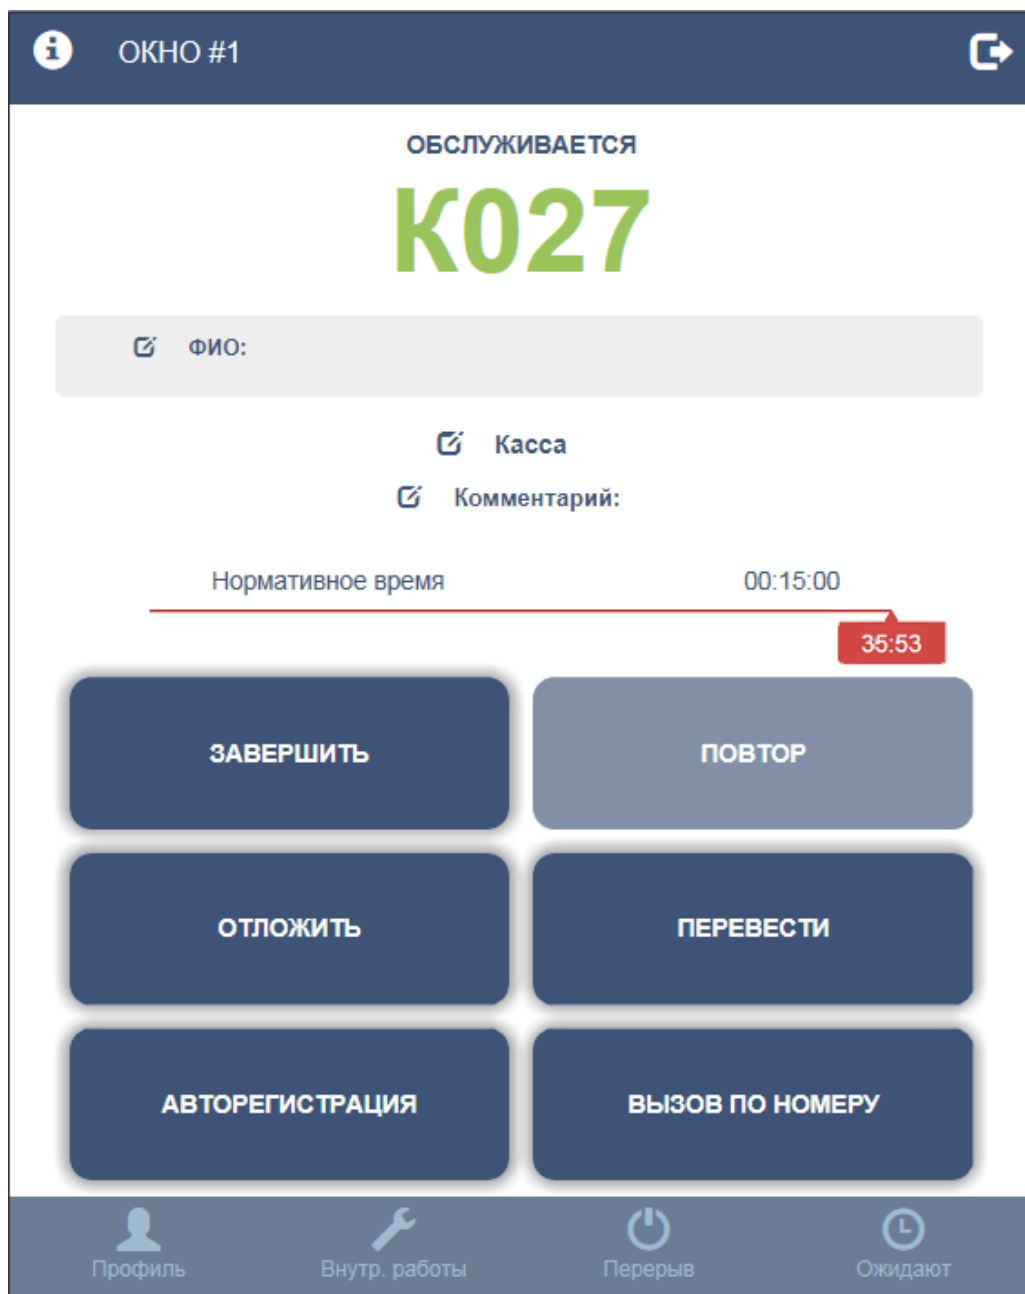 ОКНО #1
ОБСЛУЖИВАЕТСЯ
К027
ФИО:
Касса
Комментарий:
Нормативное время 00:15:00
35:53
ЗАВЕРШИТЬ ПОВТОР
ОТЛОЖИТЬ ПЕРЕВЕСТИ
АВТОРЕГИСТРАЦИЯ ВЫЗОВ ПО НОМЕРУ
Профиль Внутр. работы Перерыв Ожидают